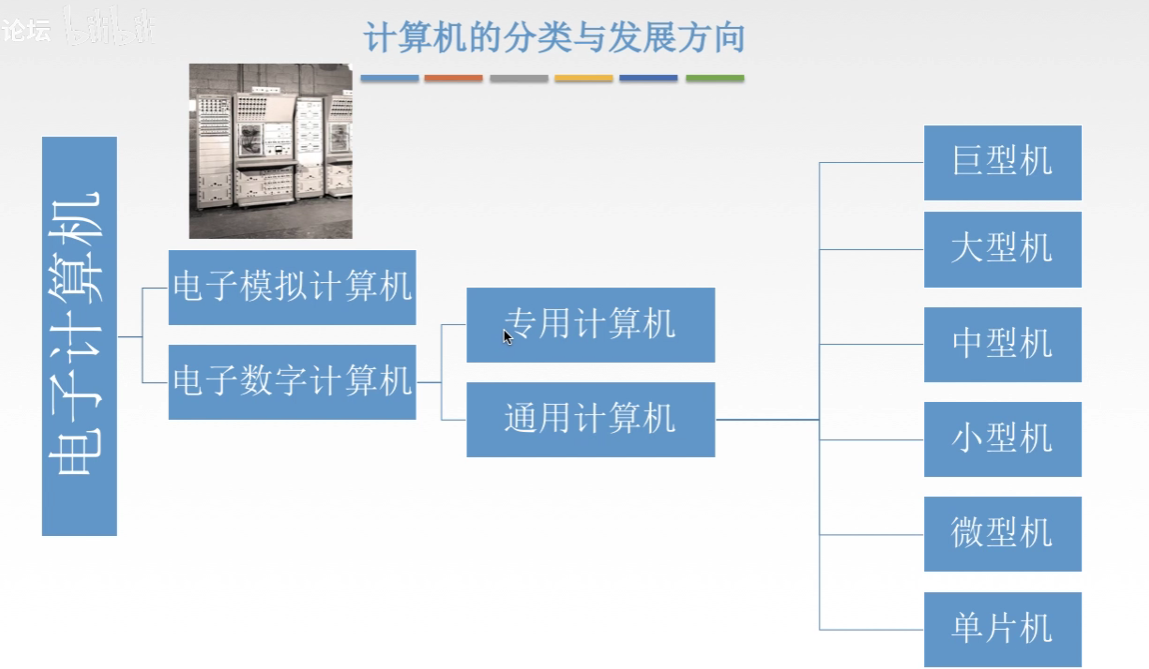 论坛 bilibili
计算机的分类与发展方向
电子计算机
电子模拟计算机
电子数字计算机
专用计算机
通用计算机
巨型机
大型机
中型机
小型机
微型机
单片机